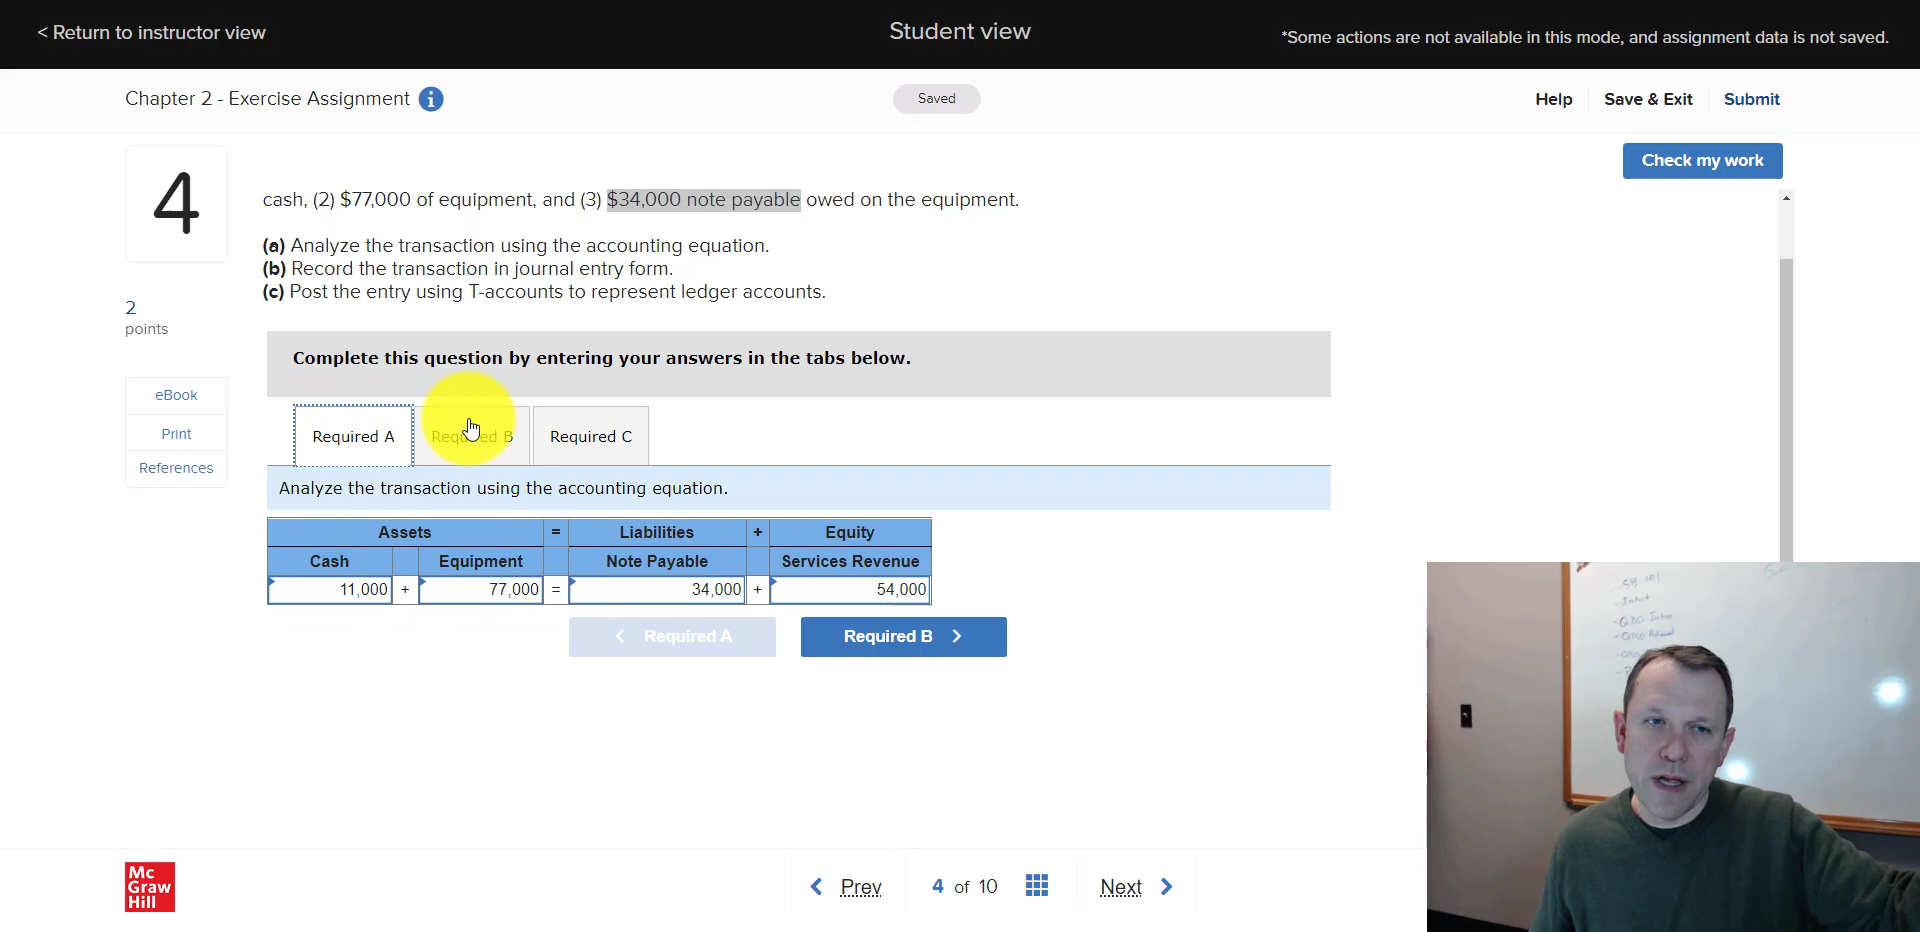 < Return to instructor view
Student view
*Some actions are not available in this mode, and assignment data is not saved.
Chapter 2 - Exercise Assignment i
Saved
Help
Save & Exit
Submit
Check my work
4
cash, (2) $77,000 of equipment, and (3) $34,000 note payable owed on the equipment.
(a) Analyze the transaction using the accounting equation.
(b) Record the transaction in journal entry form.
(c) Post the entry using T-accounts to represent ledger accounts.
2
points
eBook
Print
References
Complete this question by entering your answers in the tabs below.
Required A
Required B
Required C
Analyze the transaction using the accounting equation.
Assets = Liabilities + Equity
Cash Equipment Note Payable Services Revenue
11,000 + 77,000 = 34,000 + 54,000
< Required A
Required B >
SB 101
Mc
Graw
Hill
< Prev
4 of 10
Next >